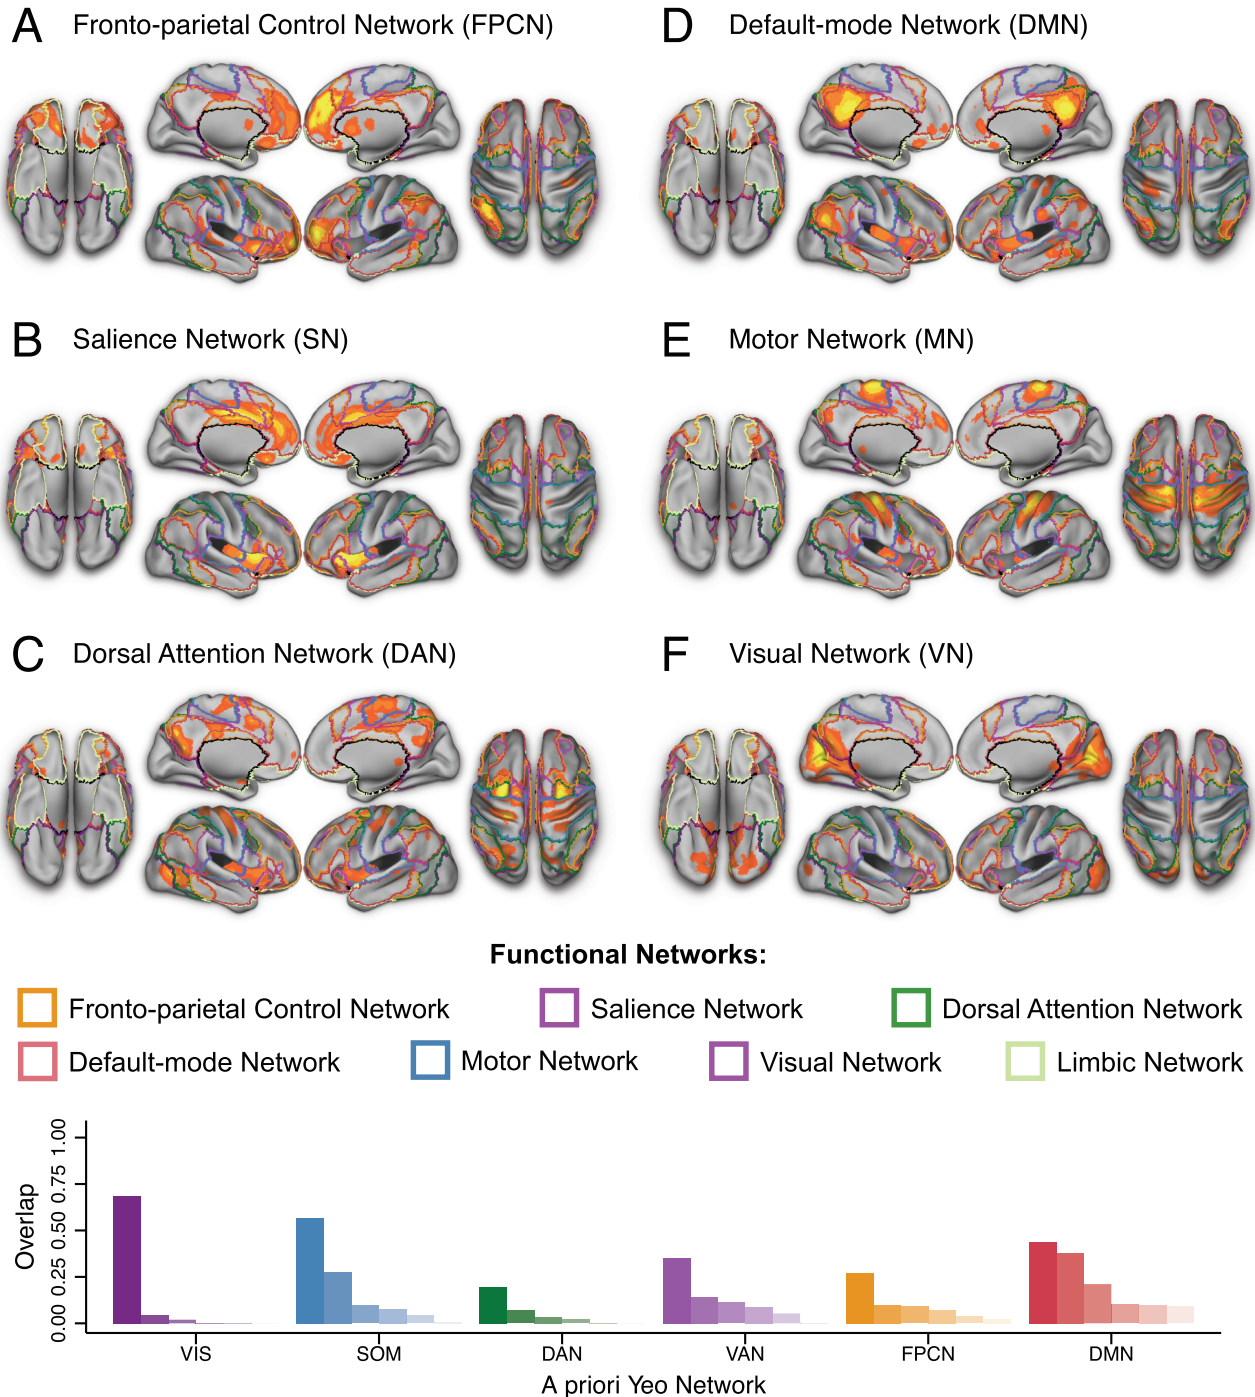 A Fronto-parietal Control Network (FPCN)
D Default-mode Network (DMN)
B Salience Network (SN)
E Motor Network (MN)
C Dorsal Attention Network (DAN)
F Visual Network (VN)
Functional Networks:
Fronto-parietal Control Network Salience Network Dorsal Attention Network
Default-mode Network Motor Network Visual Network Limbic Network
Overlap
0.00 0.25 0.50 0.75 1.00
VIS SOM DAN VAN FPCN DMN
A priori Yeo Network